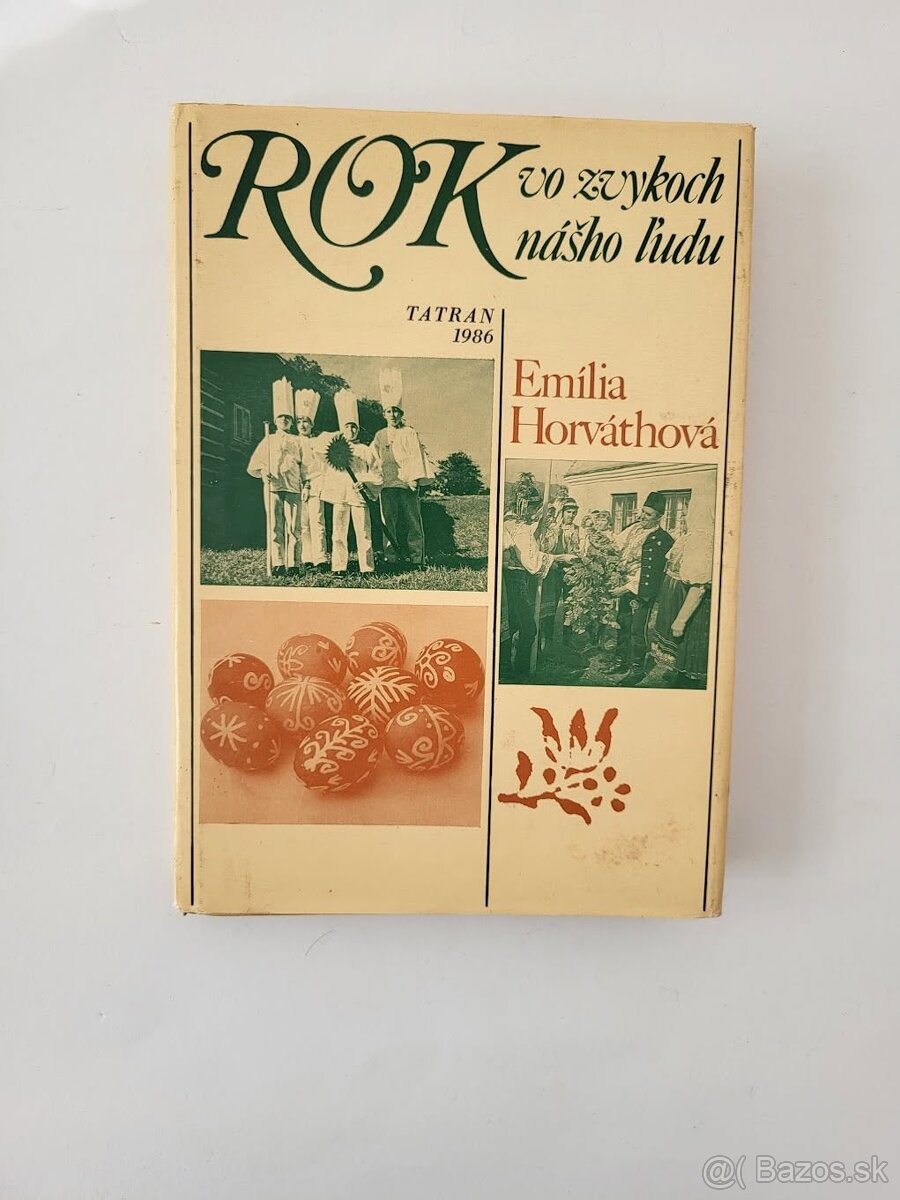 ROK vo zvykoch
nášho ľudu
TATRAN
1986
Emília
Horváthová
@( Bazos.sk